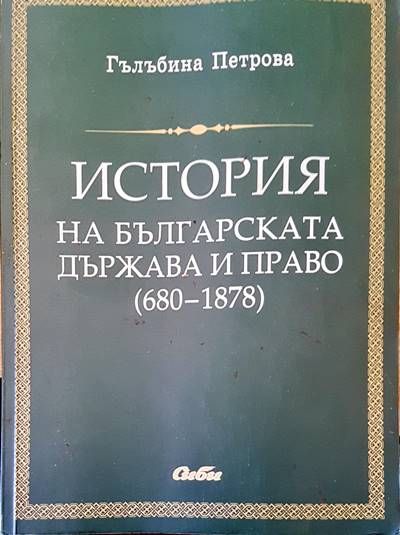 Гълъбина Петрова
ИСТОРИЯ
НА БЪЛГАРСКАТА
ДЪРЖАВА И ПРАВО
(680–1878)
Сиби